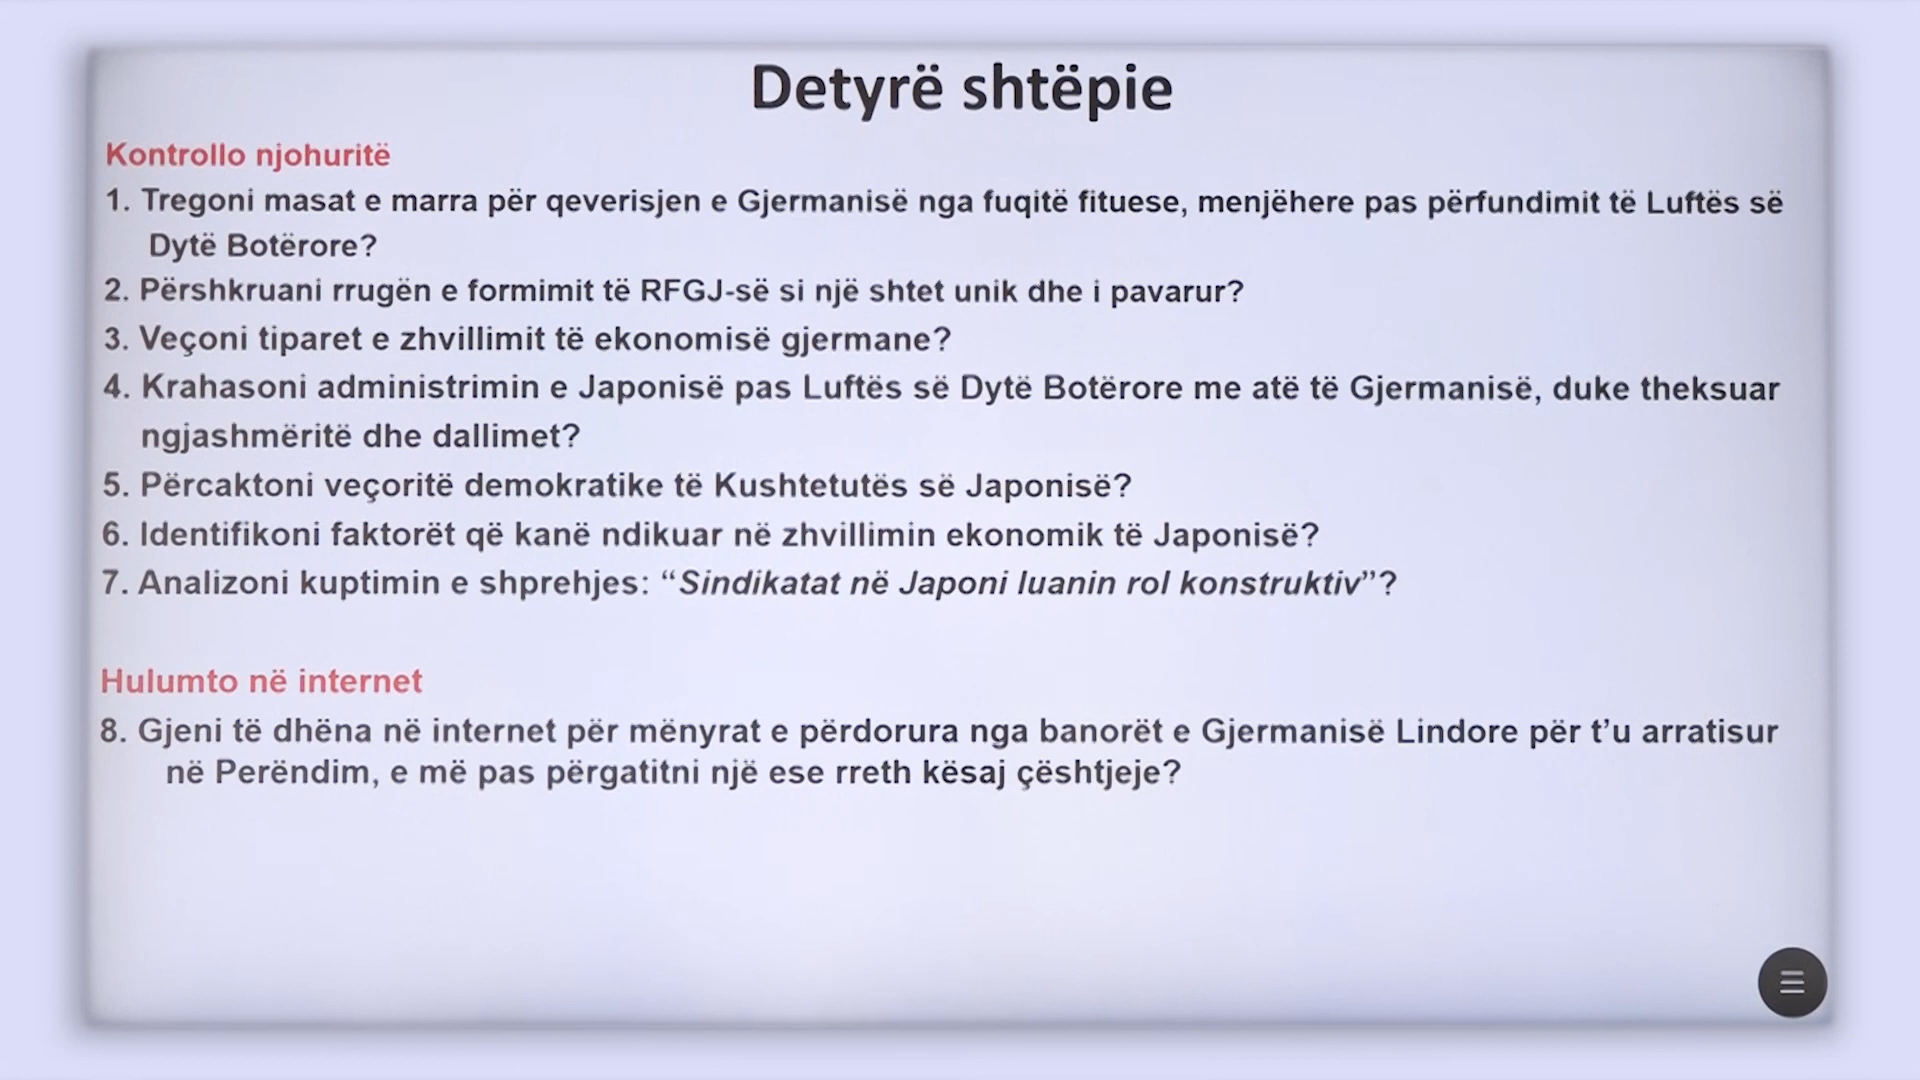 Detyrë shtëpie
Kontrollo njohuritë
1. Tregoni masat e marra për qeverisjen e Gjermanisë nga fuqitë fituese, menjëhere pas përfundimit të Luftës së
Dytë Botërore?
2. Përshkruani rrugën e formimit të RFGJ-së si një shtet unik dhe i pavarur?
3. Veçoni tiparet e zhvillimit të ekonomisë gjermane?
4. Krahasoni administrimin e Japonisë pas Luftës së Dytë Botërore me atë të Gjermanisë, duke theksuar
ngjashmëritë dhe dallimet?
5. Përcaktoni veçoritë demokratike të Kushtetutës së Japonisë?
6. Identifikoni faktorët që kanë ndikuar në zhvillimin ekonomik të Japonisë?
7. Analizoni kuptimin e shprehjes: “Sindikatat në Japoni luanin rol konstruktiv”?
Hulumto në internet
8. Gjeni të dhëna në internet për mënyrat e përdorura nga banorët e Gjermanisë Lindore për t’u arratisur
në Perëndim, e më pas përgatitni një ese rreth kësaj çështjeje?